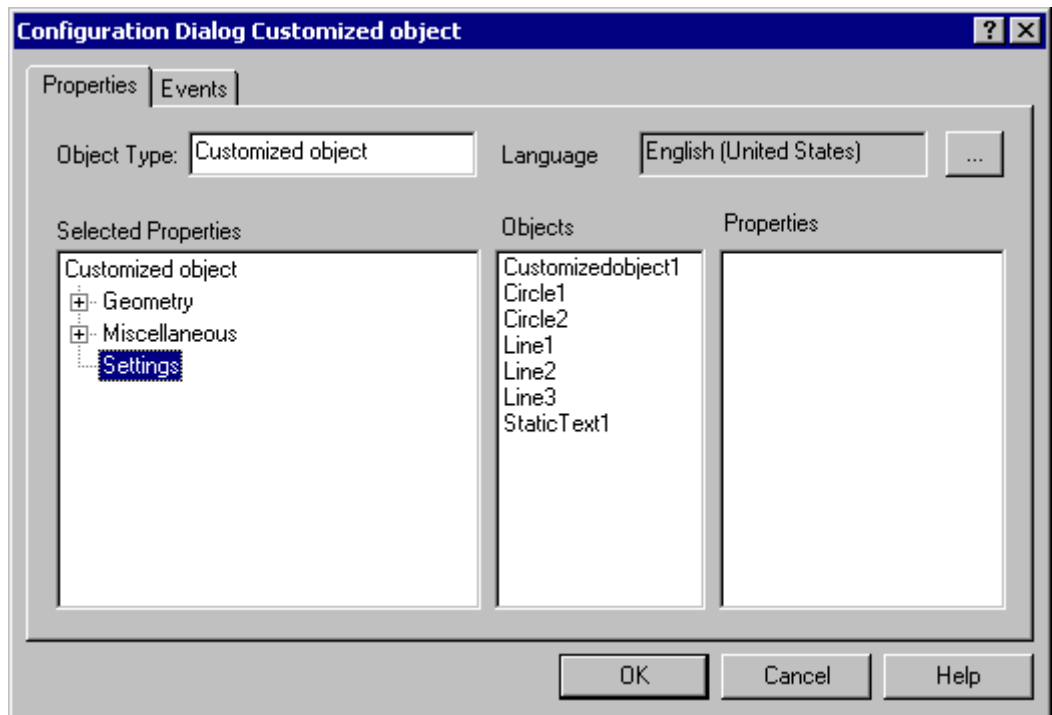 Configuration Dialog Customized object
Properties Events
Object Type: Customized object Language English (United States) ...
Selected Properties
Customized object
Geometry
Miscellaneous
Settings
Objects
Customizedobject1
Circle1
Circle2
Line1
Line2
Line3
StaticText1
Properties
OK Cancel Help